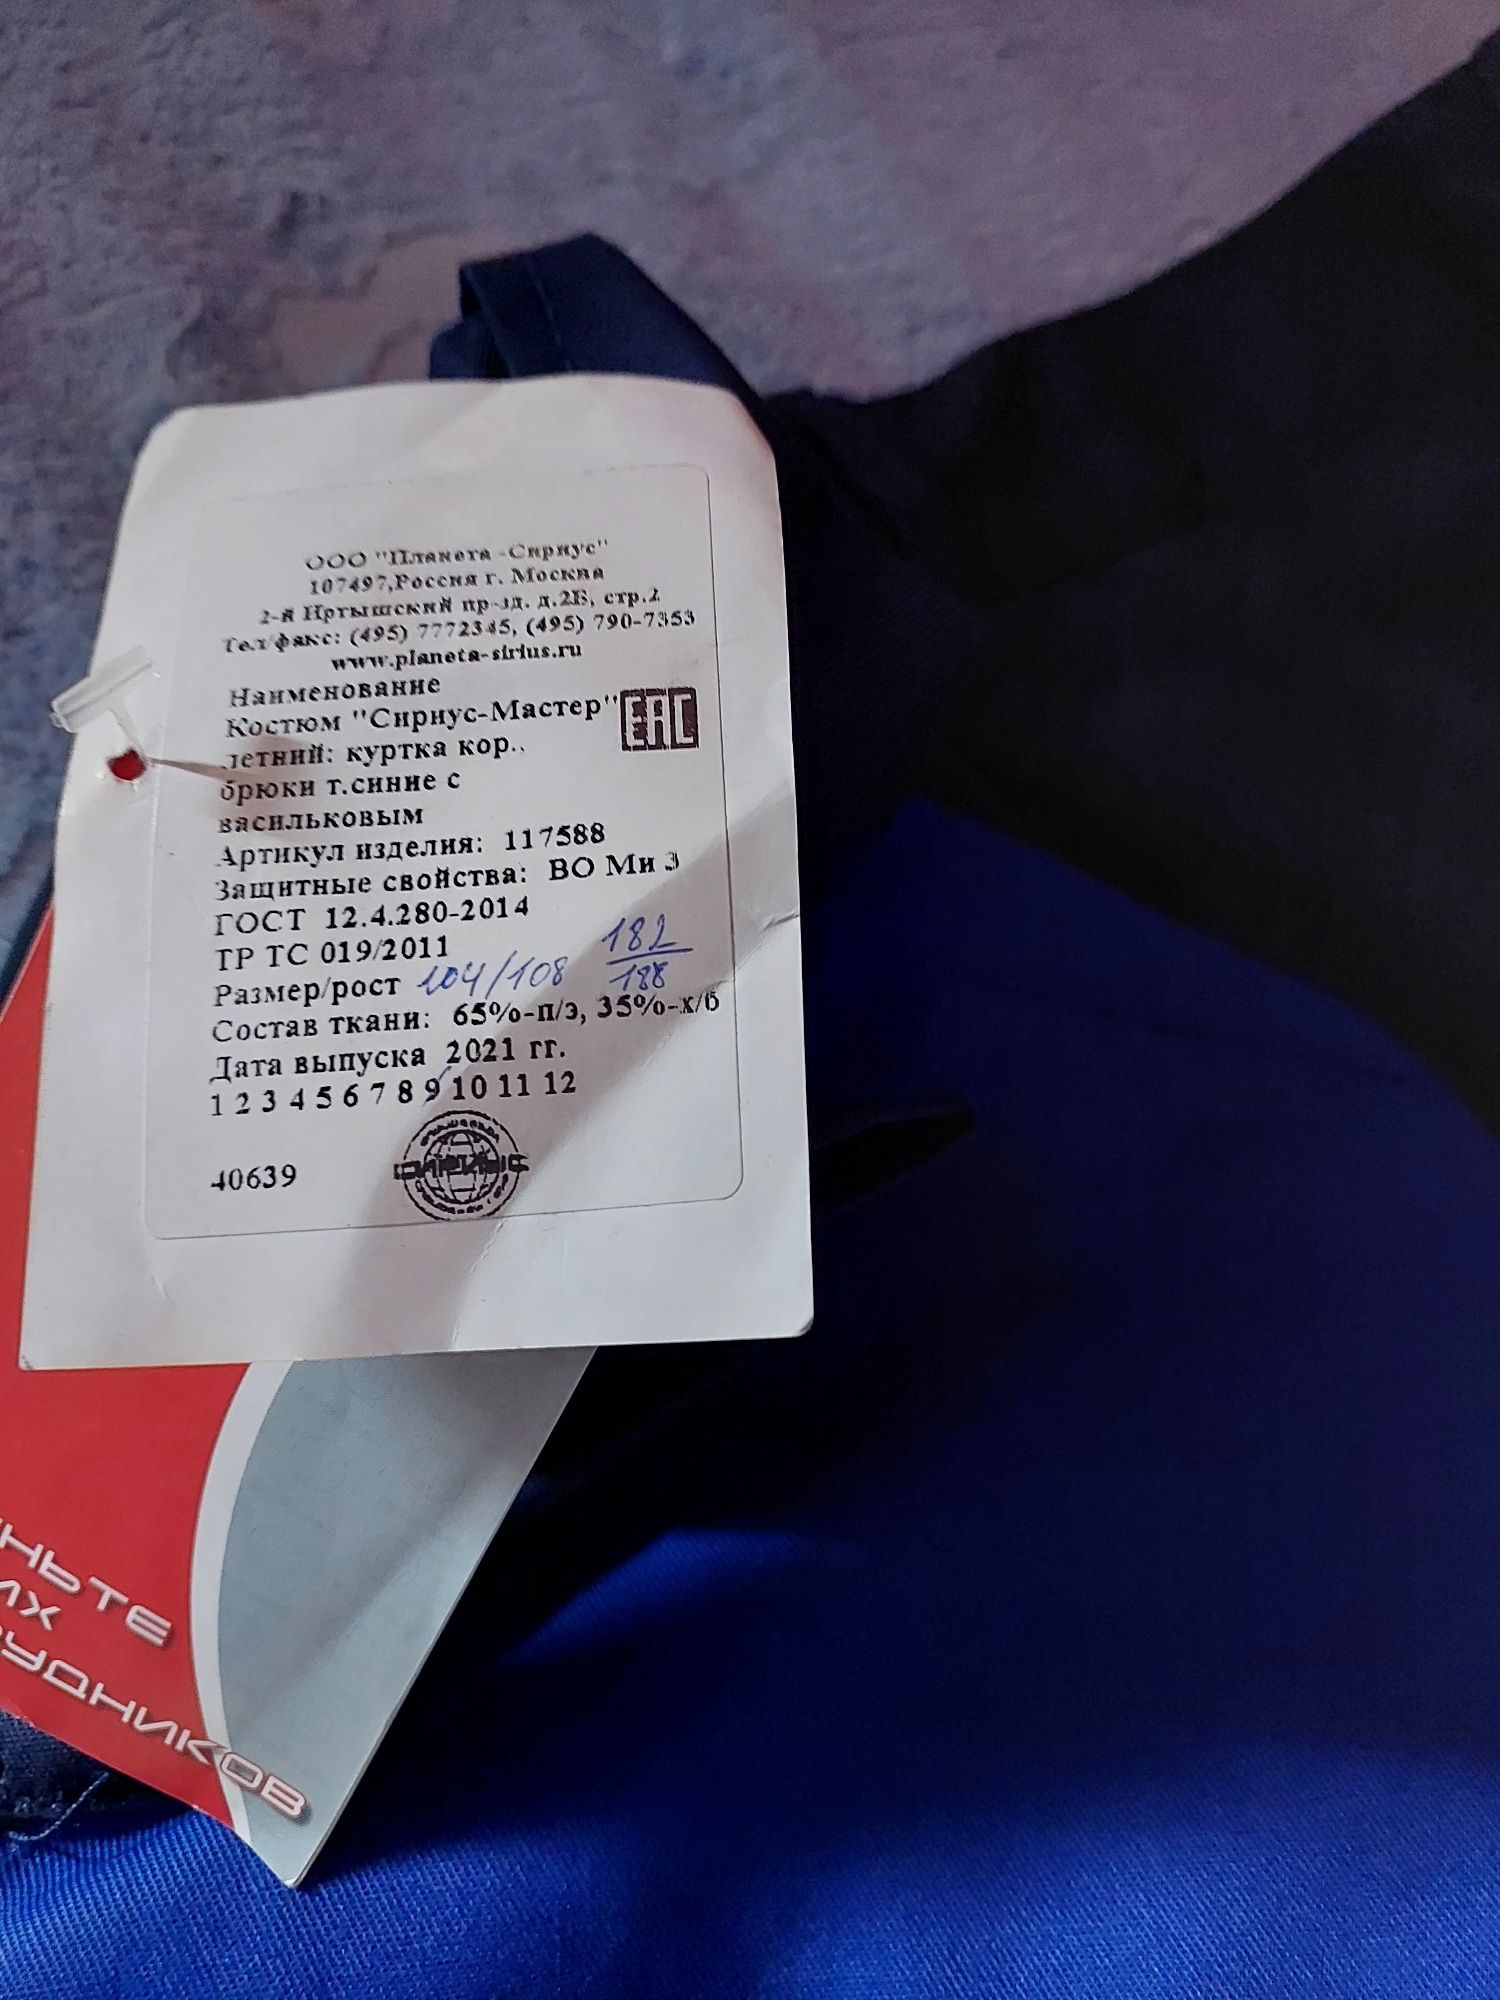 ООО "Планета -Сириус"
107497,Россия г. Москва
2-й Иртышский пр-зд. д.2Б, стр.2
Тел/факс: (495) 7772345, (495) 790-7353
www.planeta-sirius.ru
Наименование
Костюм "Сириус-Мастер"
летний: куртка кор..
брюки т.синие с
васильковым
EAC
Артикул изделия: 117588
Защитные свойства: ВО Ми З
ГОСТ 12.4.280-2014
ТР ТС 019/2011
Размер/рост 104/108 182/188
Состав ткани: 65%-п/э, 35%-х/б
Дата выпуска 2021 гг.
1 2 3 4 5 6 7 8 9 10 11 12
40639
СИРИУС
НЬТЕ
ИХ
РУДНИКОВ